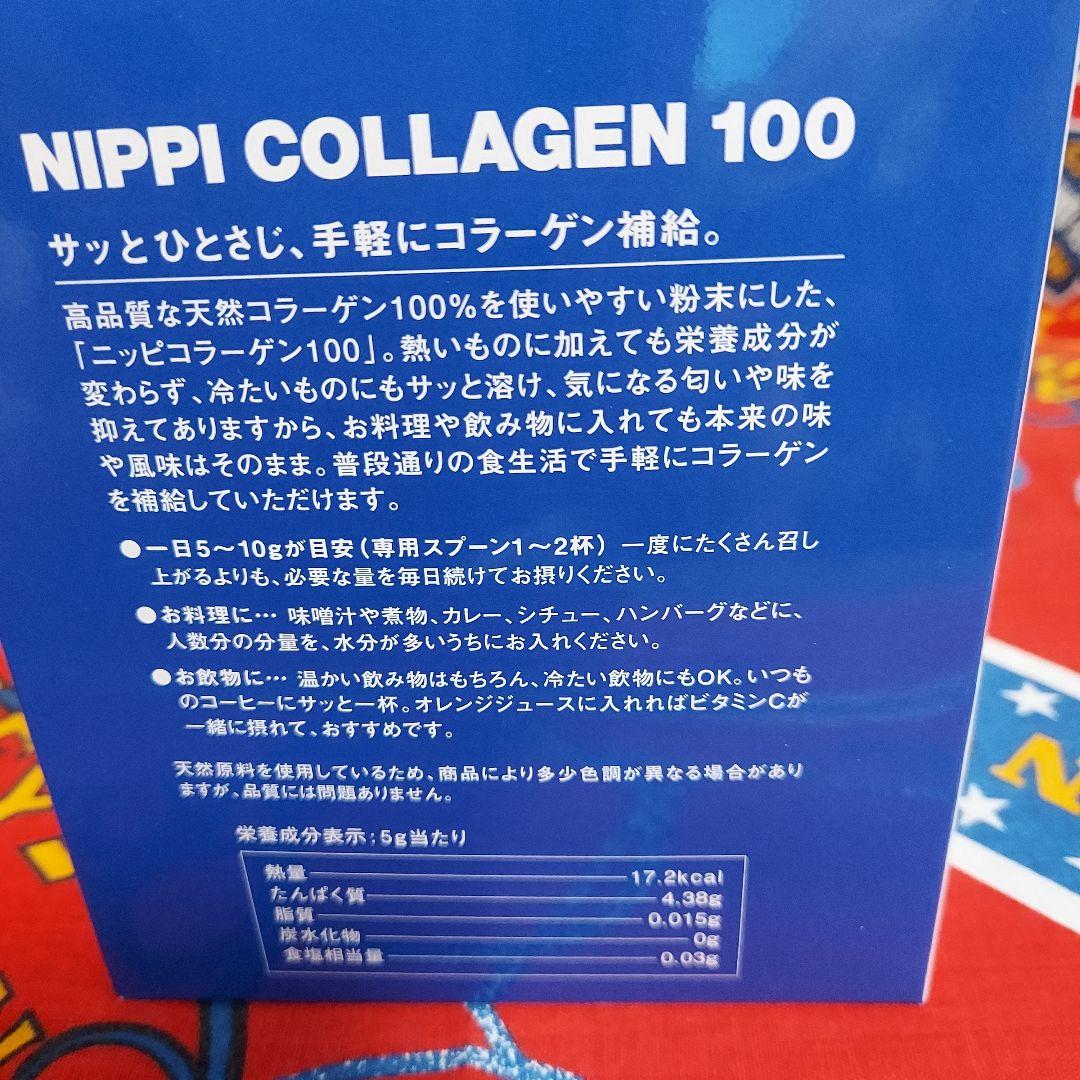 NIPPI COLLAGEN 100
サッとひとさじ、手軽にコラーゲン補給。
高品質な天然コラーゲン100%を使いやすい粉末にした、
「ニッピコラーゲン100」。熱いものに加えても栄養成分が
変わらず、冷たいものにもサッと溶け、気になる匂いや味を
抑えてありますから、お料理や飲み物に入れても本来の味
や風味はそのまま。普段通りの食生活で手軽にコラーゲン
を補給していただけます。
●一日5〜10gが目安(専用スプーン1〜2杯) 一度にたくさん召し
上がるよりも、必要な量を毎日続けてお摂りください。
●お料理に… 味噌汁や煮物、カレー、シチュー、ハンバーグなどに、
人数分の分量を、水分が多いうちにお入れください。
●お飲物に… 温かい飲み物はもちろん、冷たい飲物にもOK。いつも
のコーヒーにサッと一杯。オレンジジュースに入れればビタミンCが
一緒に摂れて、おすすめです。
天然原料を使用しているため、商品により多少色調が異なる場合があり
ますが、品質には問題ありません。
栄養成分表示:5g当たり
熱量 17.2kcal
たんぱく質 4.38g
脂質 0.015g
炭水化物 0g
食塩相当量 0.03g
N